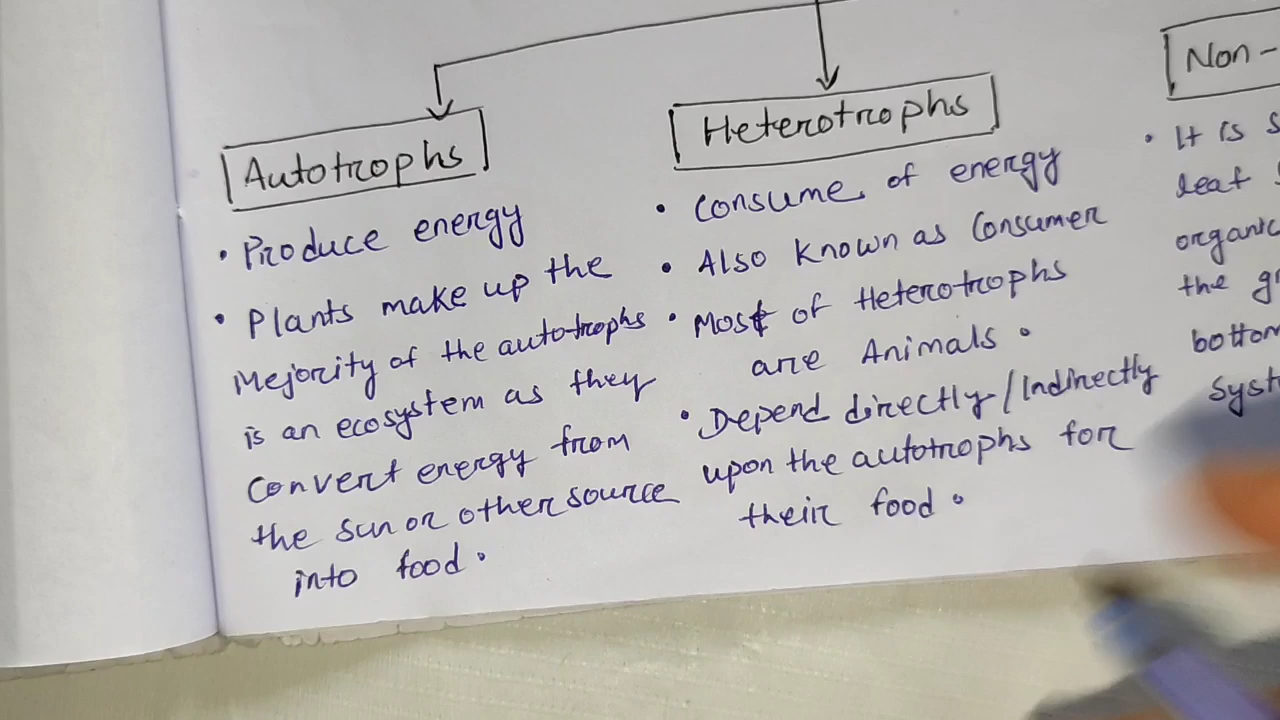 Autotrophs
• Produce energy
• Plants make up the
Mejority of the autotrophs
is an ecosystem as they
Convert energy from
the sun or other source
into food.
Heterotrophs
• Consume of energy
• Also known as Consumer
• Most of Heterotrophs
are Animals.
• Depend directly/Indirectly
upon the autotrophs for
their food.
Non-
• It is
leaf
organic
the
bottom